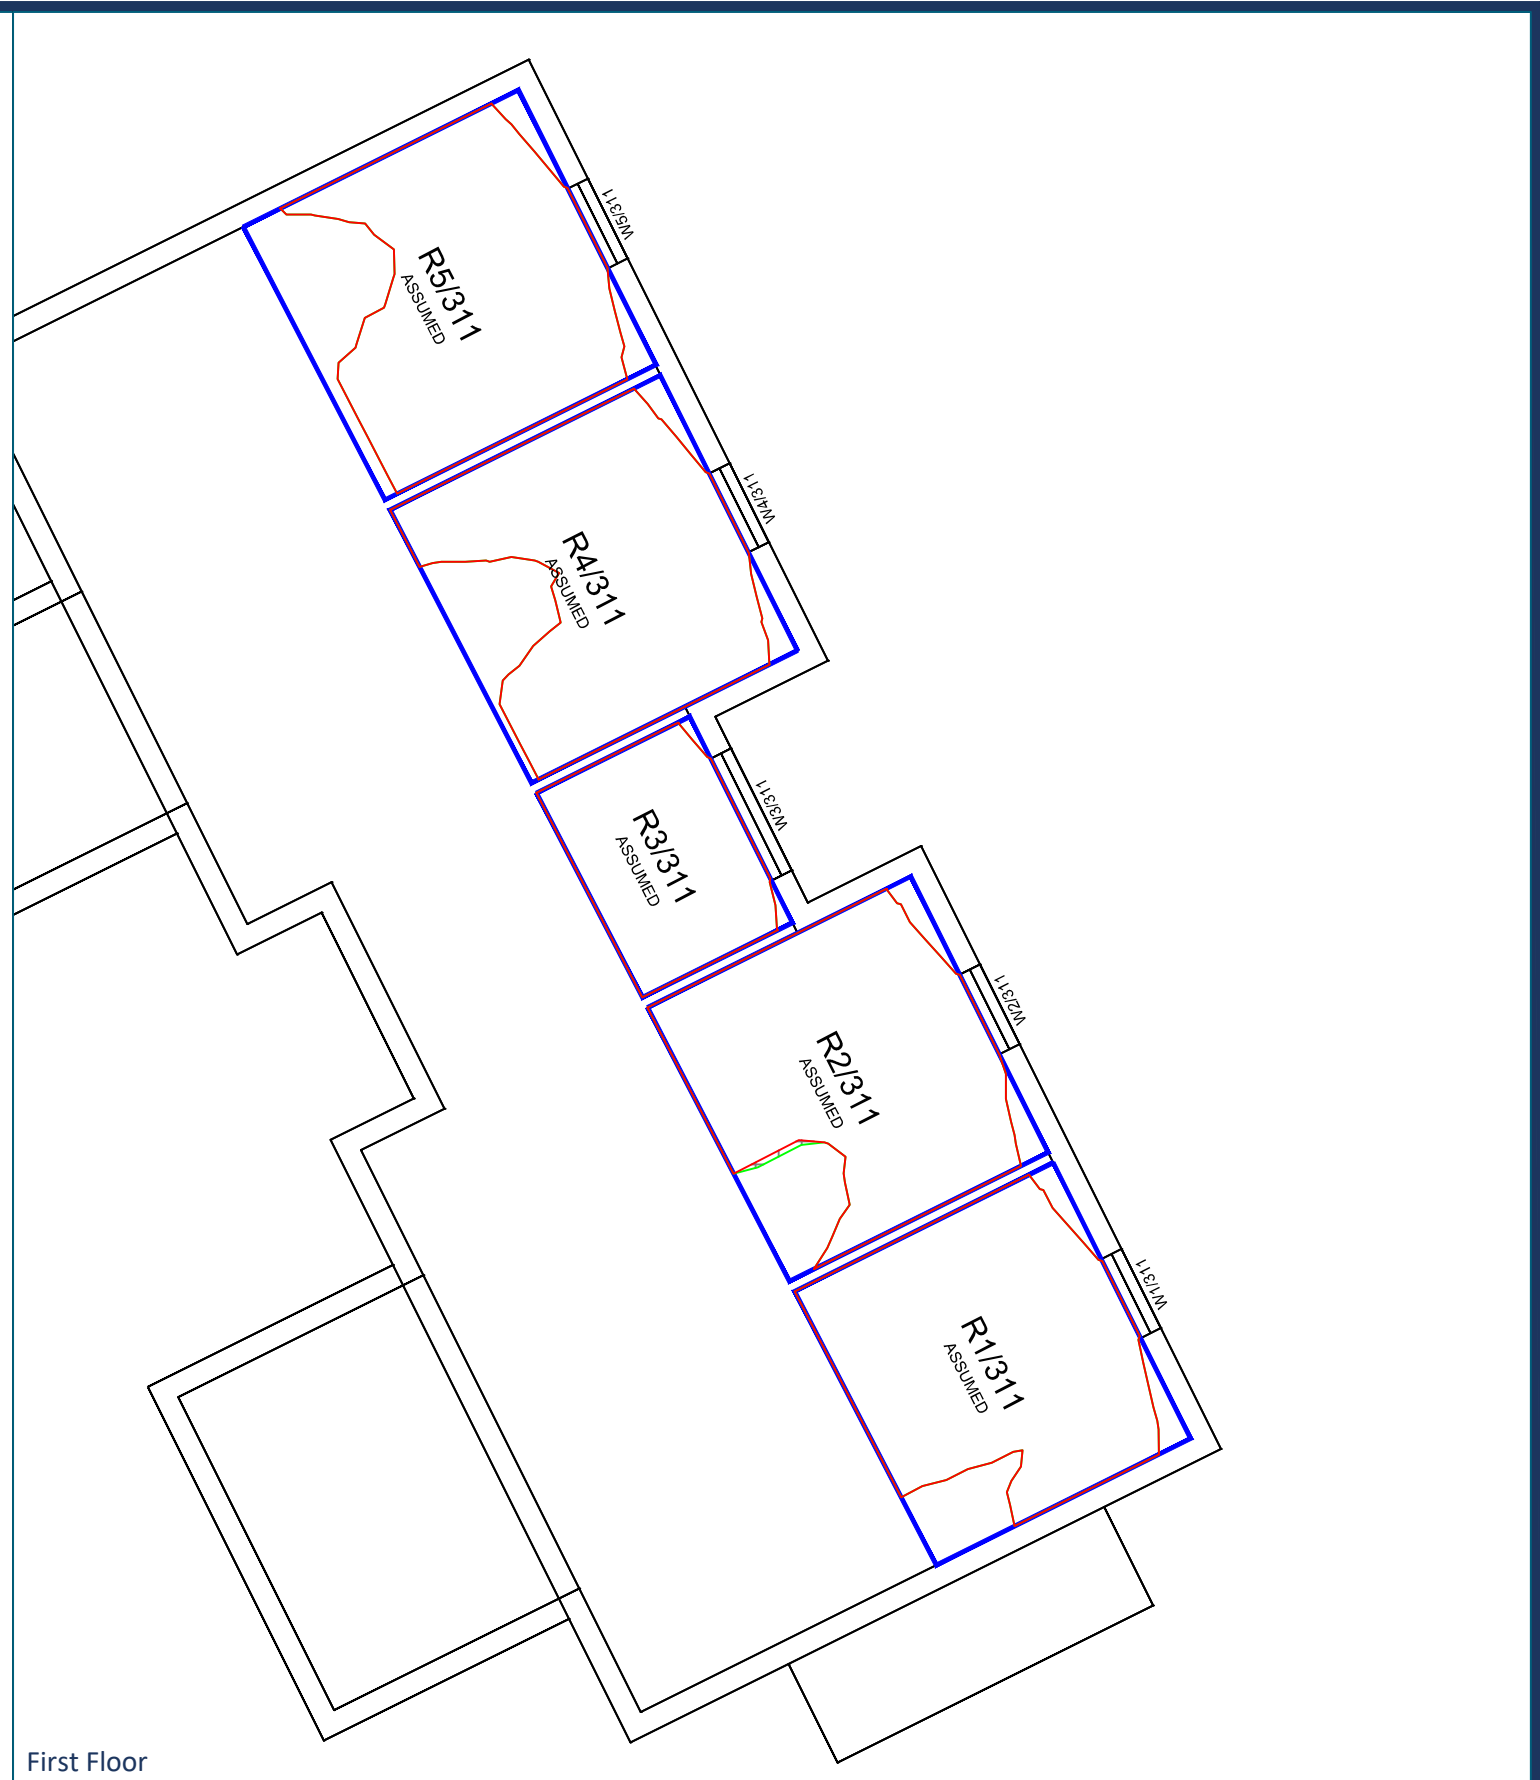 W5/311
R5/311
ASSUMED
W4/311
R4/311
ASSUMED
W3/311
R3/311
ASSUMED
W2/311
R2/311
ASSUMED
W1/311
R1/311
ASSUMED
First Floor